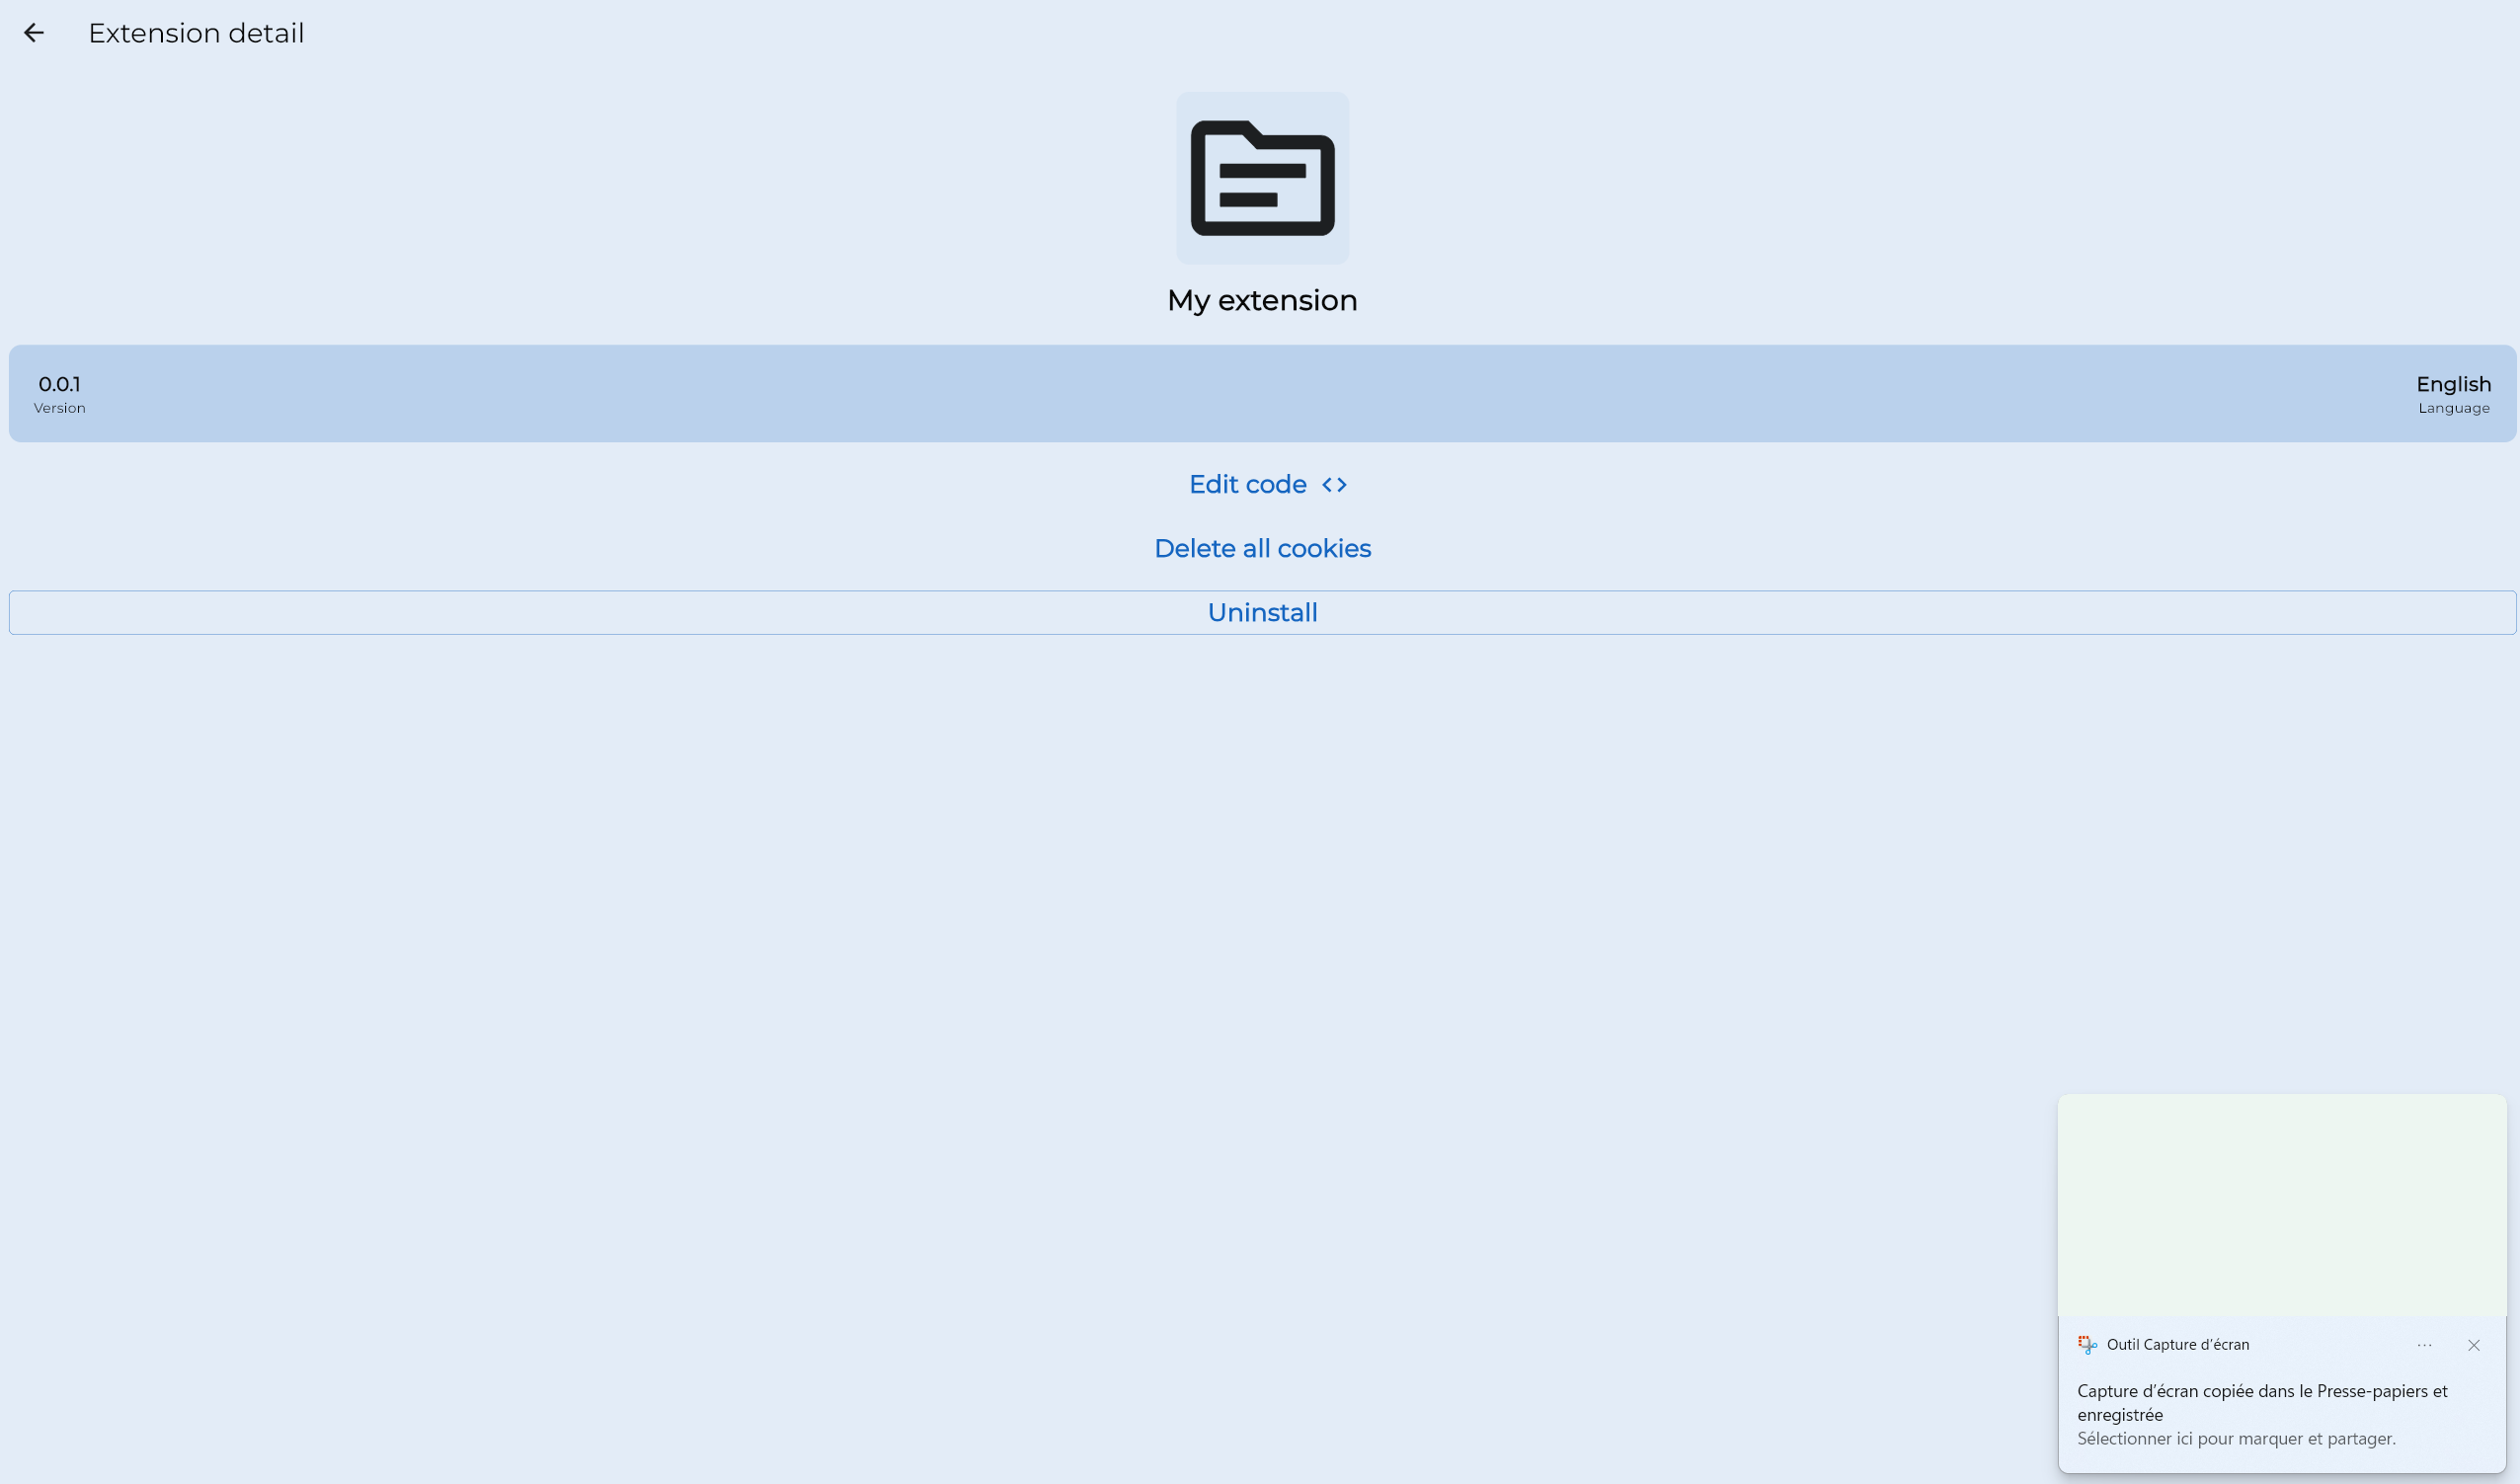 Extension detail
My extension
0.0.1
Version
English
Language
Edit code
Delete all cookies
Uninstall
Outil Capture d'écran
Capture d'écran copiée dans le Presse-papiers et
enregistrée
Sélectionner ici pour marquer et partager.